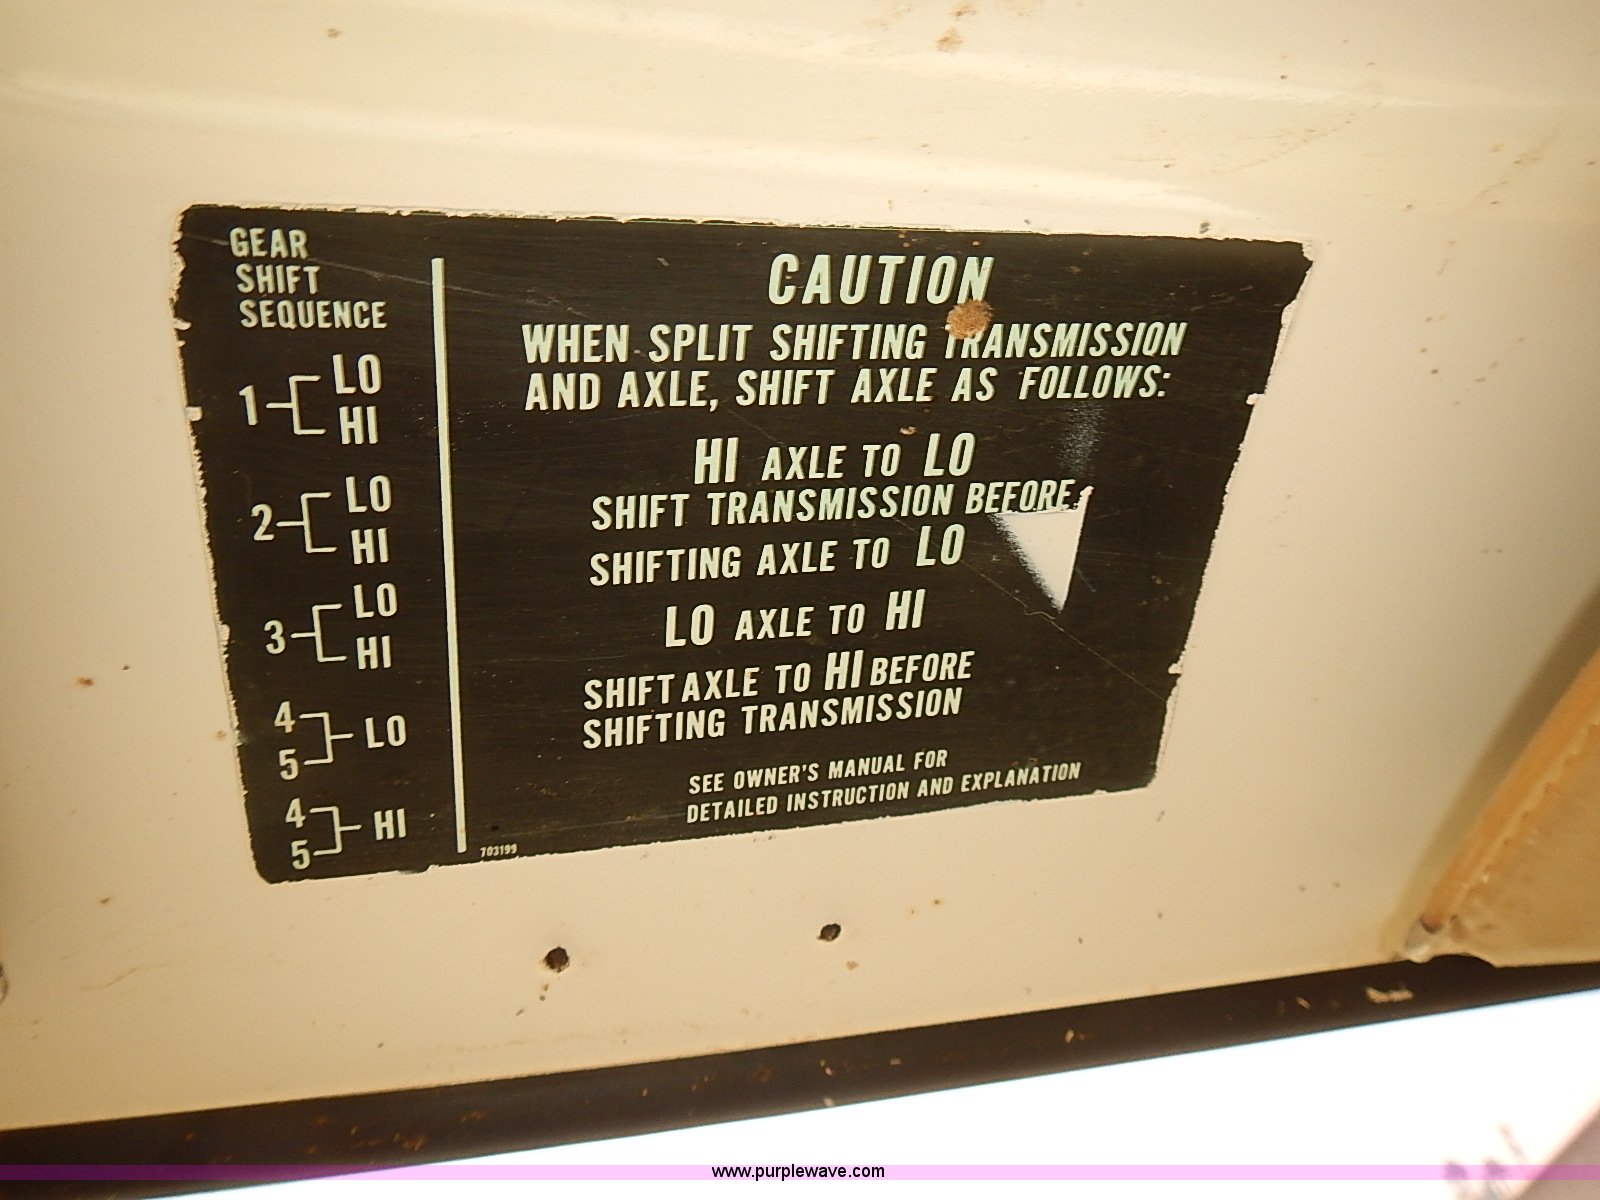 GEAR
SHIFT
SEQUENCE
1 LO
HI
2 LO
HI
3 LO
HI
4
5 LO
4
5 HI
CAUTION
WHEN SPLIT SHIFTING TRANSMISSION
AND AXLE, SHIFT AXLE AS FOLLOWS:
HI AXLE TO LO
SHIFT TRANSMISSION BEFORE
SHIFTING AXLE TO LO
LO AXLE TO HI
SHIFT AXLE TO HI BEFORE
SHIFTING TRANSMISSION
SEE OWNER'S MANUAL FOR
DETAILED INSTRUCTION AND EXPLANATION
703199
www.purplewave.com